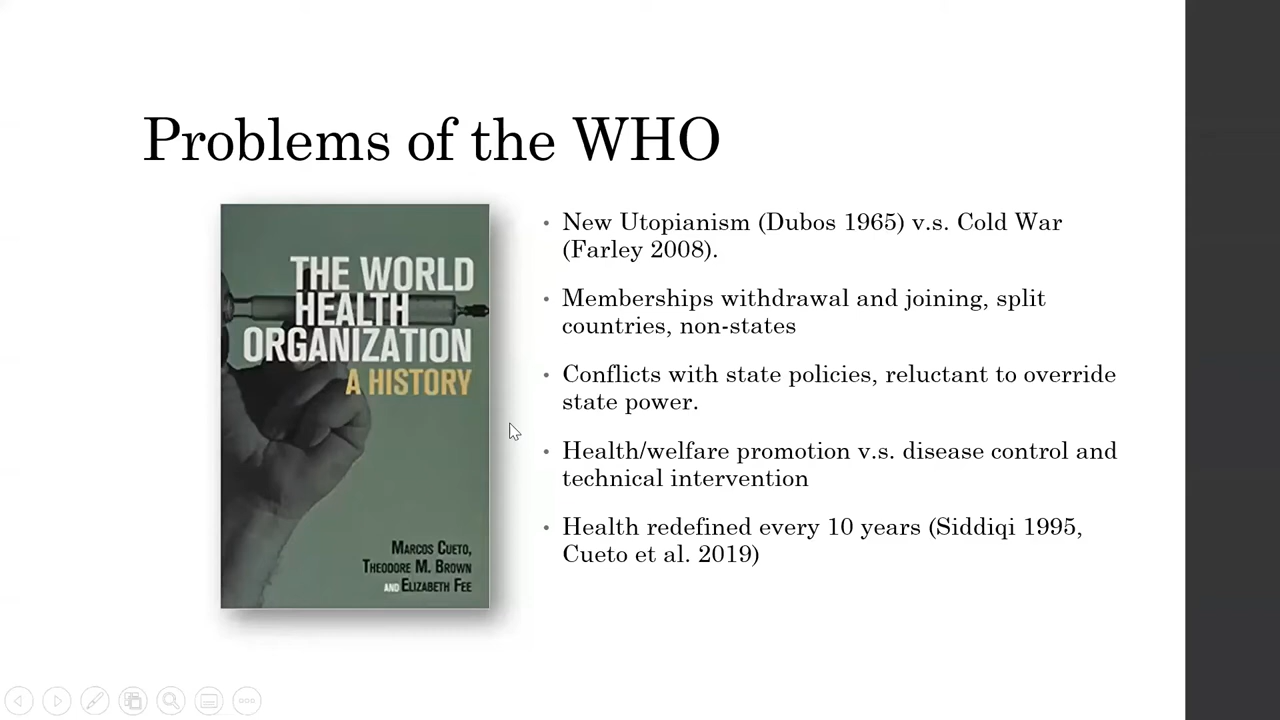 Problems of the WHO
THE WORLD
HEALTH
ORGANIZATION
A HISTORY
MARCOS CUETO,
THEODORE M. BROWN
AND ELIZABETH FEE
• New Utopianism (Dubos 1965) v.s. Cold War
(Farley 2008).
• Memberships withdrawal and joining, split
countries, non-states
• Conflicts with state policies, reluctant to override
state power.
• Health/welfare promotion v.s. disease control and
technical intervention
• Health redefined every 10 years (Siddiqi 1995,
Cueto et al. 2019)